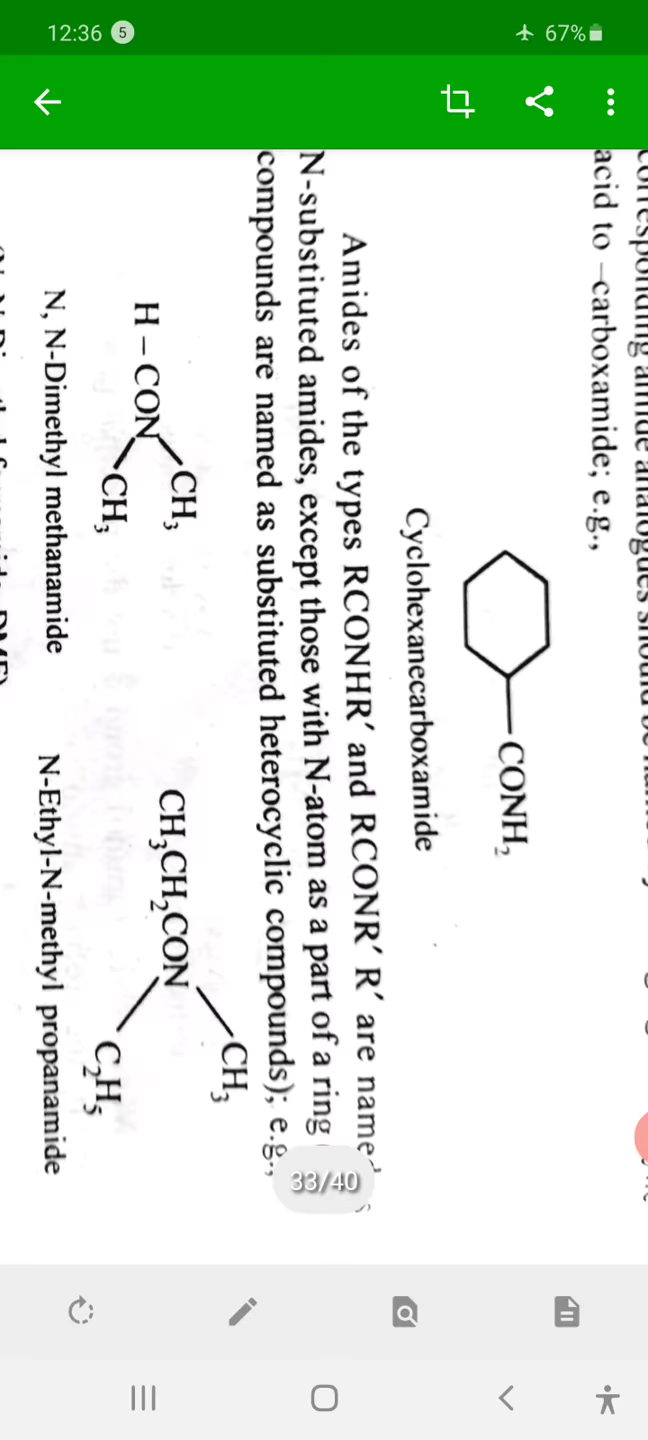 12:36 5 67%
acid to –carboxamide; e.g.,
CONH₂
Cyclohexanecarboxamide
Amides of the types RCONHR′ and RCONR′ R′ are named
N-substituted amides, except those with N-atom as a part of a ring
compounds are named as substituted heterocyclic compounds); e.g.,
CH₃ CH₃
H – CON CH₃CH₂CON
CH₃ C₂H₅
N, N-Dimethyl methanamide N-Ethyl-N-methyl propanamide
33/40